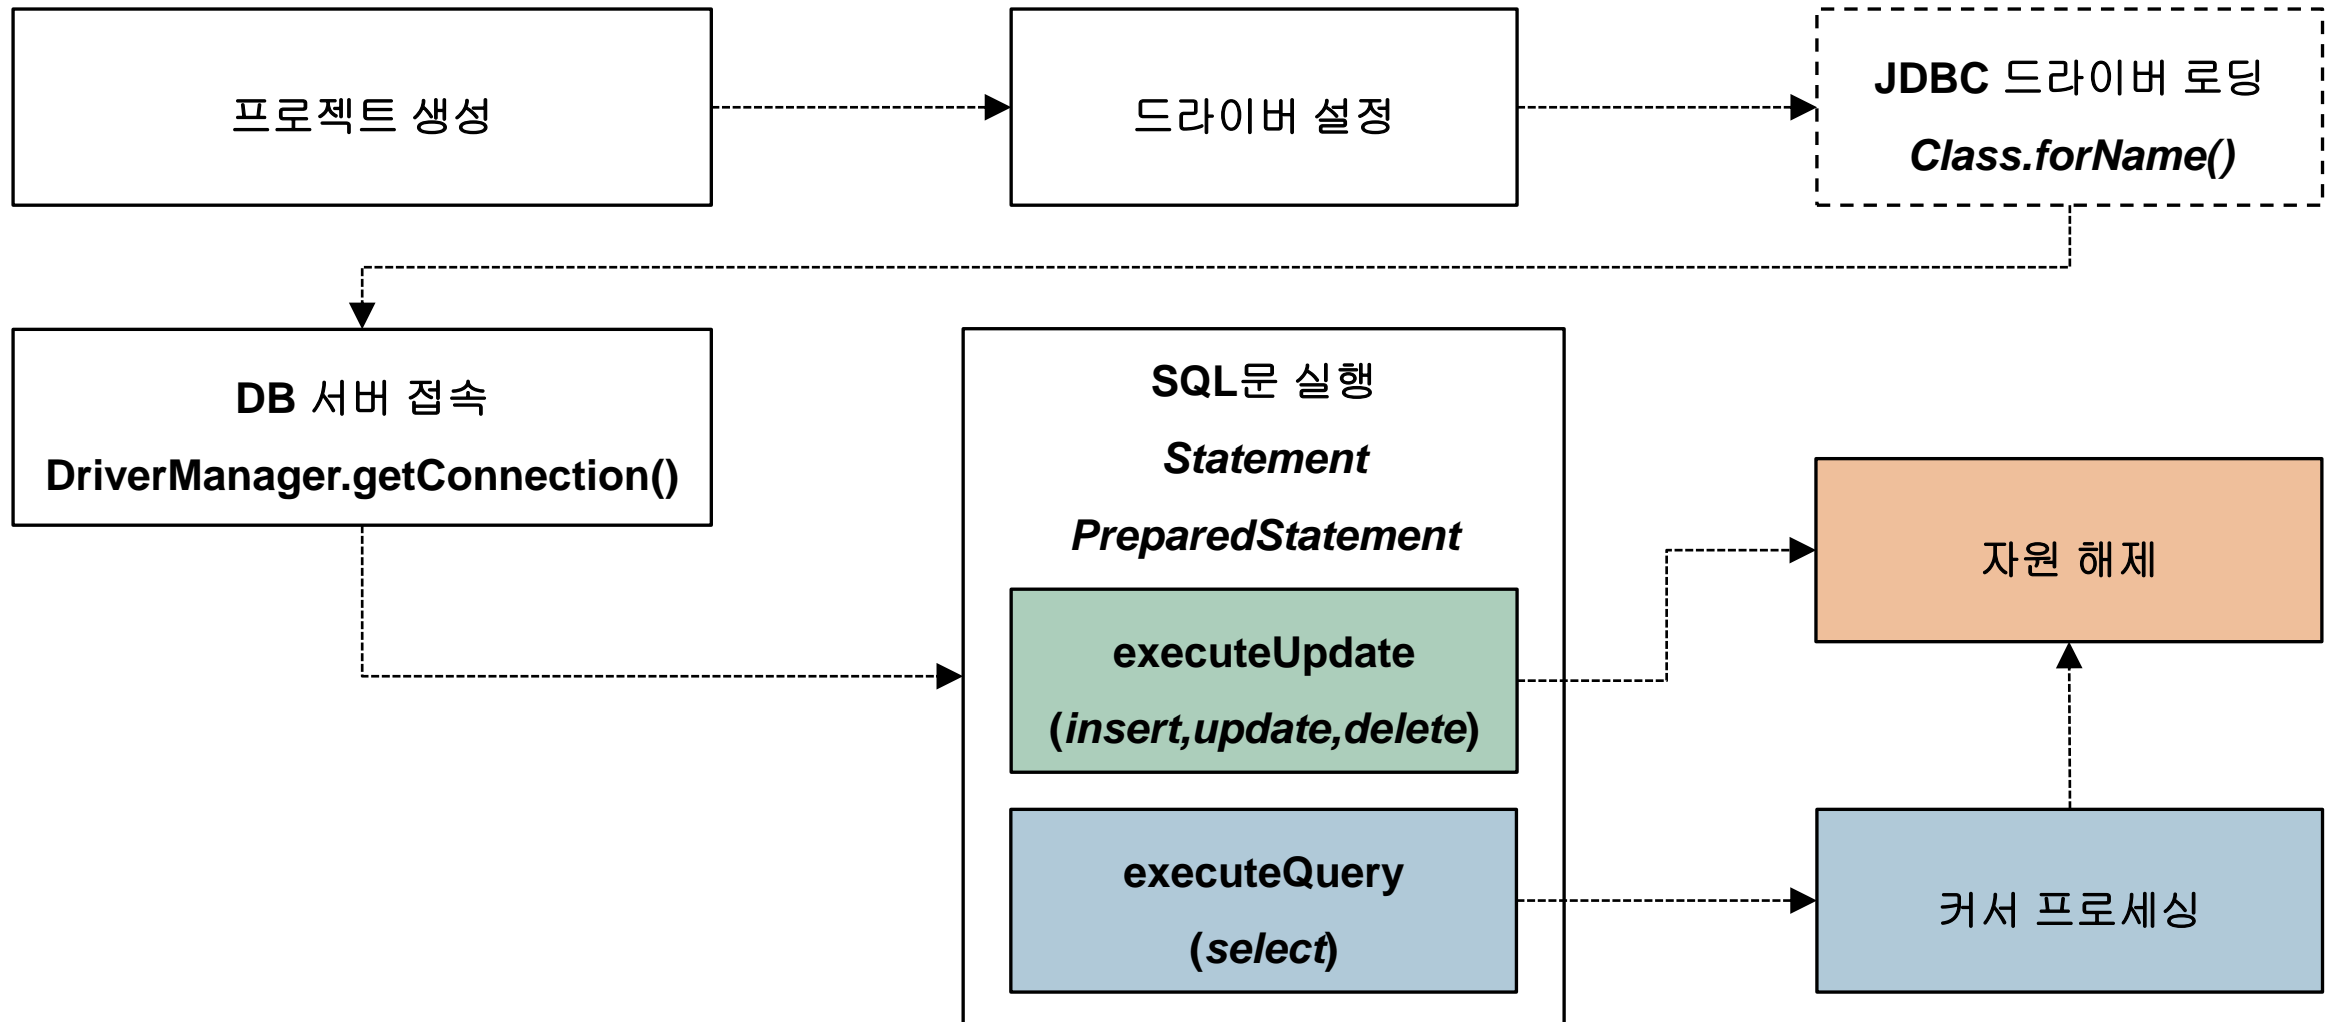 프로젝트 생성
드라이버 설정
JDBC 드라이버 로딩
Class.forName()
DB 서버 접속
DriverManager.getConnection()
SQL문 실행
Statement
PreparedStatement
executeUpdate
(insert,update,delete)
executeQuery
(select)
자원 해제
커서 프로세싱